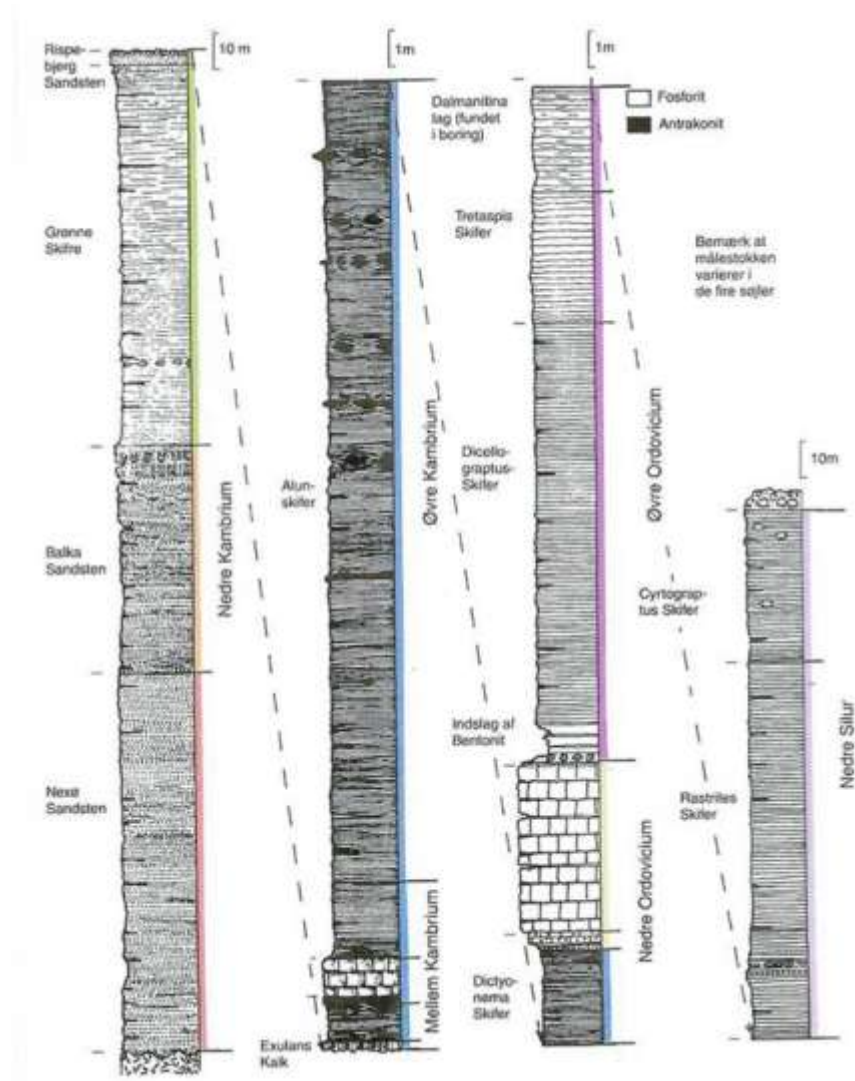 Rispe-
bjerg
Sandsten
10 m
Grønne
Skifre
Balka
Sandsten
Nexø
Sandsten
Nedre Kambrium
1m
Alun-
skifer
Exulans
Kalk
Øvre Kambrium
Mellem Kambrium
1m
Dalmanitina
lag (fundet
i boring)
Tretaspis
Skifer
Dicello-
graptus-
Skifer
Indslag af
Bentonit
Dictyo-
nema
Skifer
Øvre Ordovicium
Nedre Ordovicium
Fosforit
Antrakonit
Bemærk at
målestokken
varierer i
de fire søjler
10m
Cyrtograp-
tus Skifer
Rastrites
Skifer
Nedre Silur